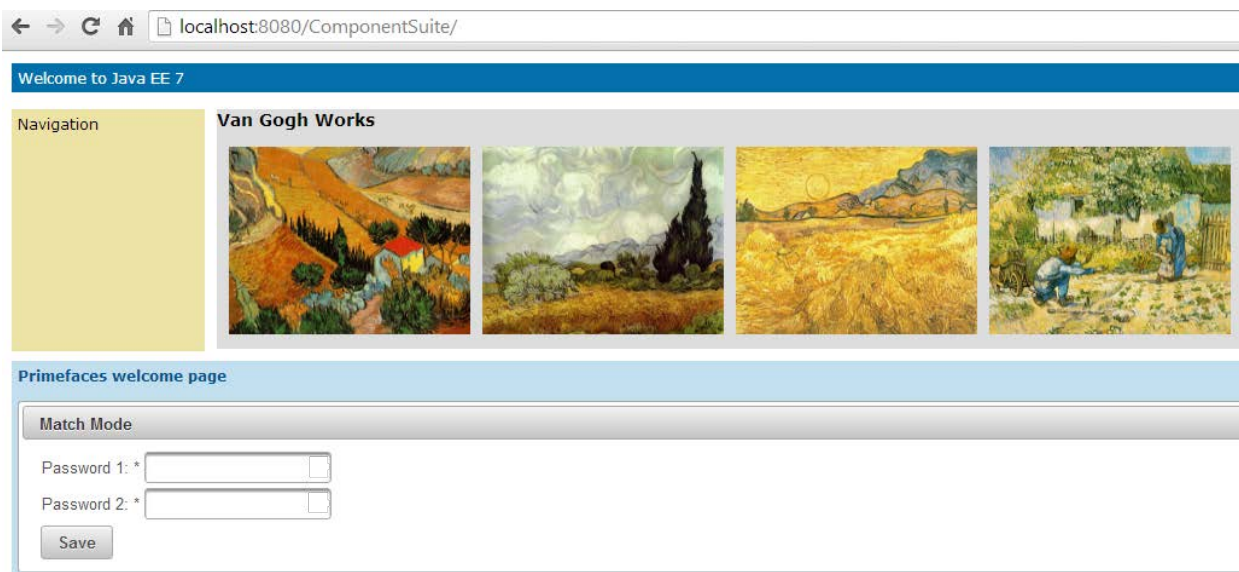 localhost:8080/ComponentSuite/
Welcome to Java EE 7
Navigation
Van Gogh Works
Primefaces welcome page
Match Mode
Password 1: *
Password 2: *
Save